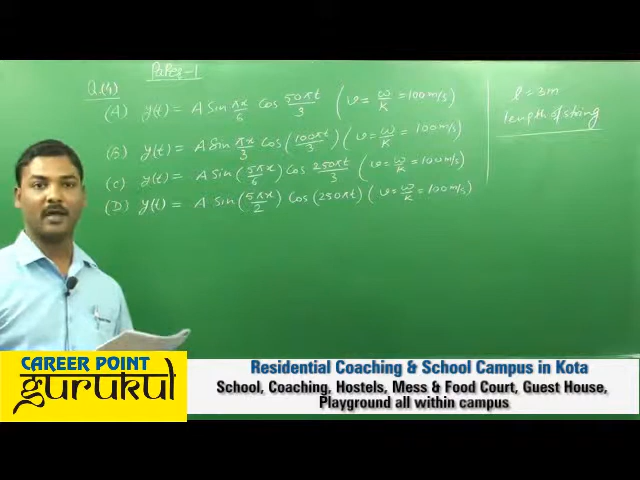 Paper-1
Q.(4)
(A) y(t) = A Sin πx/6 Cos 50πt/3 (v = ω/k = 100 m/s)
(B) y(t) = A Sin πx/3 Cos (100πt/3) (v = ω/k = 100 m/s)
(C) y(t) = A Sin (5πx/6) Cos 250πt/3 (v = ω/k = 100 m/s)
(D) y(t) = A Sin (5πx/2) Cos (250πt) (v = ω/k = 100 m/s)
l = 3m
length of string
CAREER POINT
gurukul
Residential Coaching & School Campus in Kota
School, Coaching, Hostels, Mess & Food Court, Guest House,
Playground all within campus